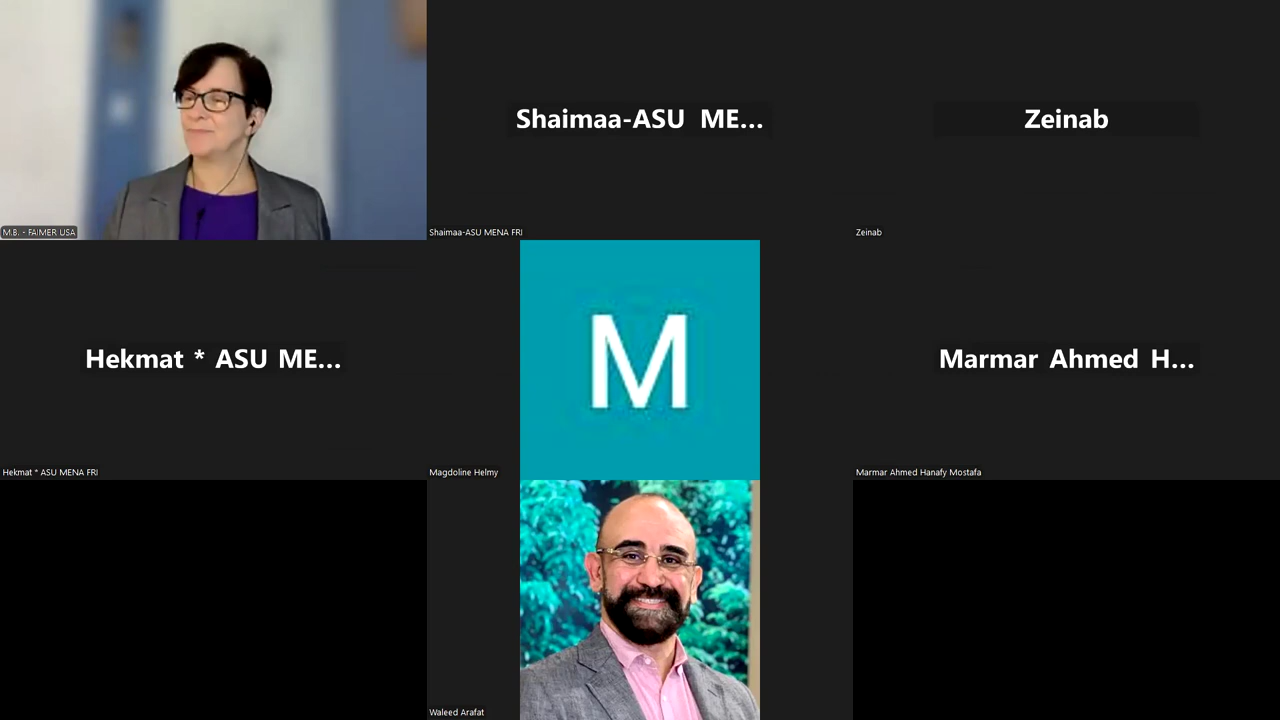 M.B. - FAIMER USA
Shaimaa-ASU ME...
Shaimaa-ASU MENA FRI
Zeinab
Zeinab
Hekmat * ASU ME...
Hekmat * ASU MENA FRI
M
Magdoline Helmy
Marmar Ahmed H...
Marmar Ahmed Hanafy Mostafa
Waleed Arafat